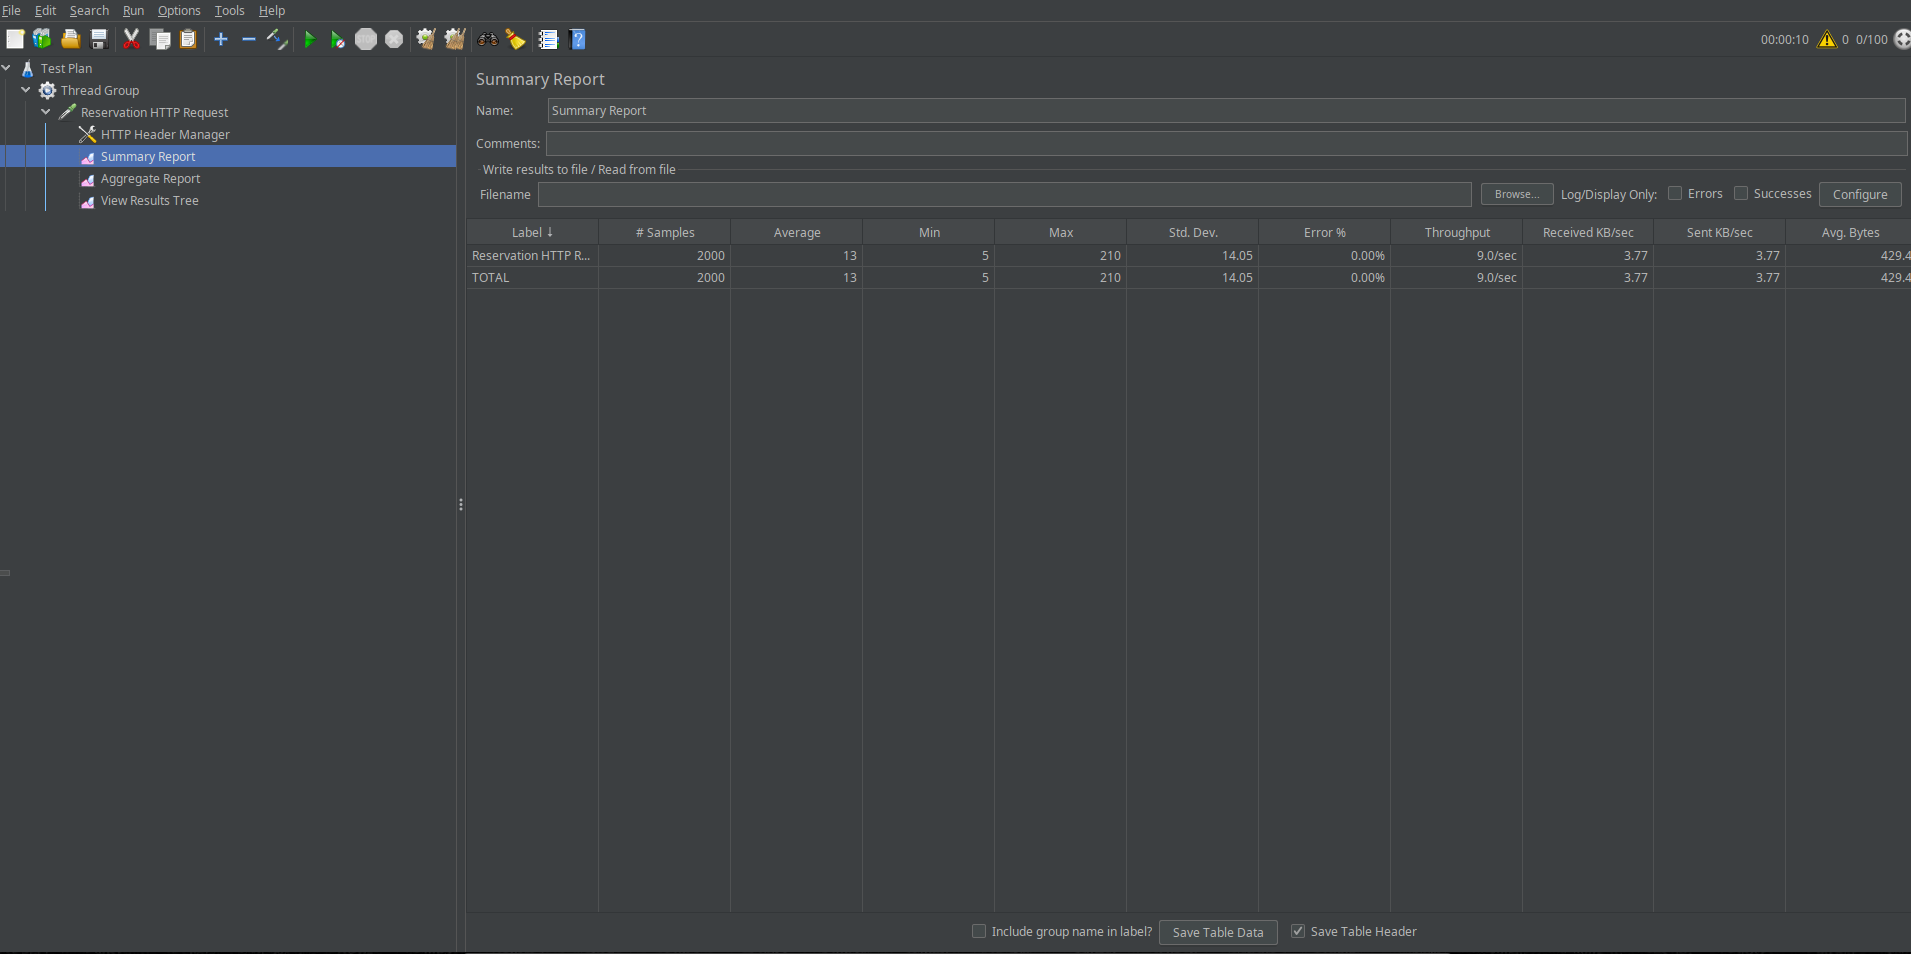 File Edit Search Run Options Tools Help
00:00:10 0 0/100
Test Plan
Thread Group
Reservation HTTP Request
HTTP Header Manager
Summary Report
Aggregate Report
View Results Tree
Summary Report
Name: Summary Report
Comments:
Write results to file / Read from file
Filename Browse... Log/Display Only: Errors Successes Configure
Label ↓ # Samples Average Min Max Std. Dev. Error % Throughput Received KB/sec Sent KB/sec Avg. Bytes
Reservation HTTP R... 2000 13 5 210 14.05 0.00% 9.0/sec 3.77 3.77 429.4
TOTAL 2000 13 5 210 14.05 0.00% 9.0/sec 3.77 3.77 429.4
Include group name in label? Save Table Data Save Table Header